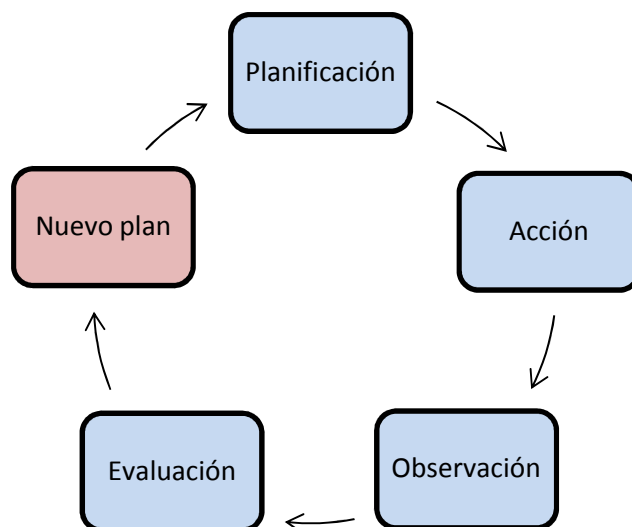 Planificación
Acción
Observación
Evaluación
Nuevo plan